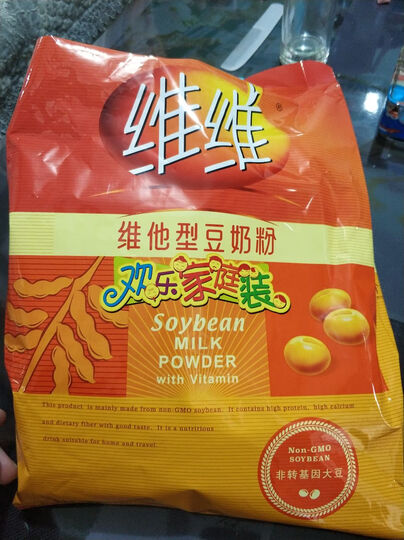 维维
®
维他型豆奶粉
欢乐家庭装
Soybean
MILK
POWDER
with Vitamin
This product is mainly made from non-GMO soybean. It contains high protein, high calcium
and dietary fiber with good taste. It is a nutritious
drink suitable for home and travel.
Non-GMO
SOYBEAN
非转基因大豆